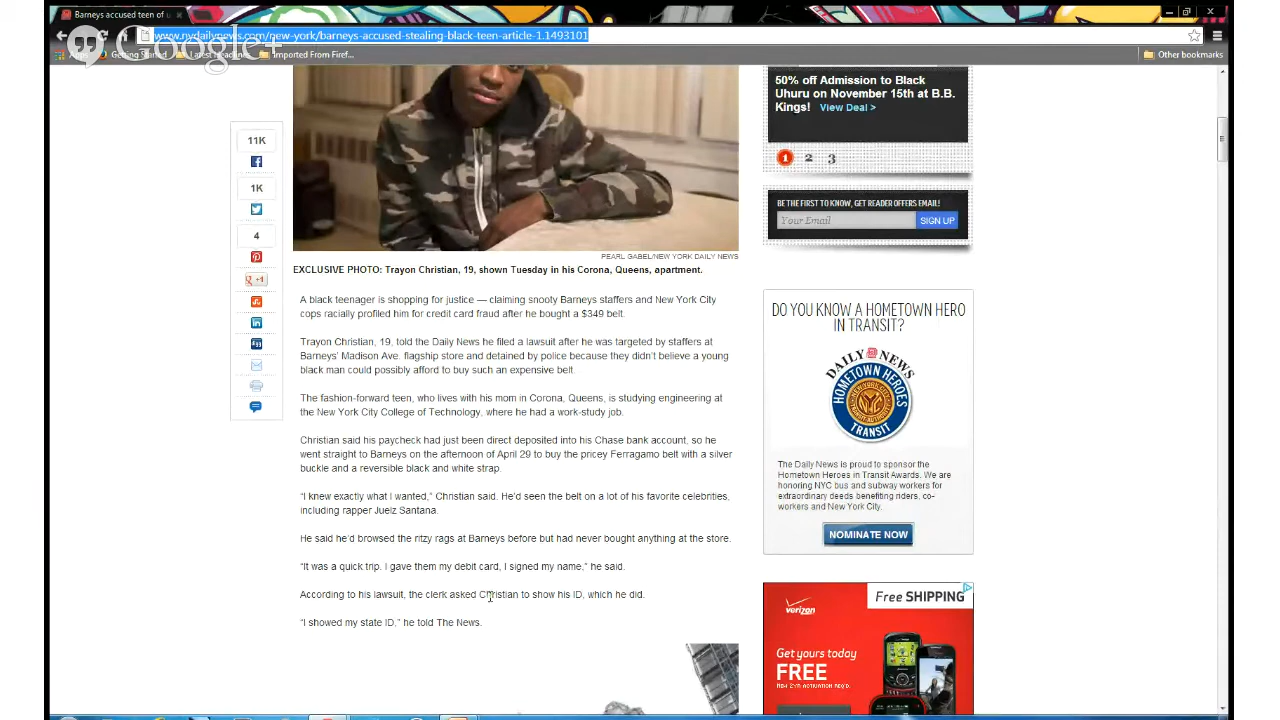 Barneys accused teen of
www.nydailynews.com/new-york/barneys-accused-stealing-black-teen-article-1.1493101
Google+
Getting Started
Latest Headlines
Imported From Firef...
Other bookmarks
50% off Admission to Black
Uhuru on November 15th at B.B.
Kings! View Deal >
1 2 3
BE THE FIRST TO KNOW, GET READER OFFERS EMAIL!
Your Email
SIGN UP
11K
1K
4
+1
PEARL GABEL/NEW YORK DAILY NEWS
EXCLUSIVE PHOTO: Trayon Christian, 19, shown Tuesday in his Corona, Queens, apartment.
A black teenager is shopping for justice — claiming snooty Barneys staffers and New York City
cops racially profiled him for credit card fraud after he bought a $349 belt.
Trayon Christian, 19, told the Daily News he filed a lawsuit after he was targeted by staffers at
Barneys' Madison Ave. flagship store and detained by police because they didn't believe a young
black man could possibly afford to buy such an expensive belt.
The fashion-forward teen, who lives with his mom in Corona, Queens, is studying engineering at
the New York City College of Technology, where he had a work-study job.
Christian said his paycheck had just been direct deposited into his Chase bank account, so he
went straight to Barneys on the afternoon of April 29 to buy the pricey Ferragamo belt with a silver
buckle and a reversible black and white strap.
“I knew exactly what I wanted,” Christian said. He'd seen the belt on a lot of his favorite celebrities,
including rapper Juelz Santana.
He said he'd browsed the ritzy rags at Barneys before but had never bought anything at the store.
“It was a quick trip. I gave them my debit card, I signed my name,” he said.
According to his lawsuit, the clerk asked Christian to show his ID, which he did.
“I showed my state ID,” he told The News.
DO YOU KNOW A HOMETOWN HERO
IN TRANSIT?
DAILY NEWS
HOMETOWN HEROES
TRANSIT
The Daily News is proud to sponsor the
Hometown Heroes in Transit Awards. We are
honoring NYC bus and subway workers for
extraordinary deeds benefiting riders, co-
workers and New York City.
NOMINATE NOW
verizon
Free SHIPPING
Get yours today
FREE